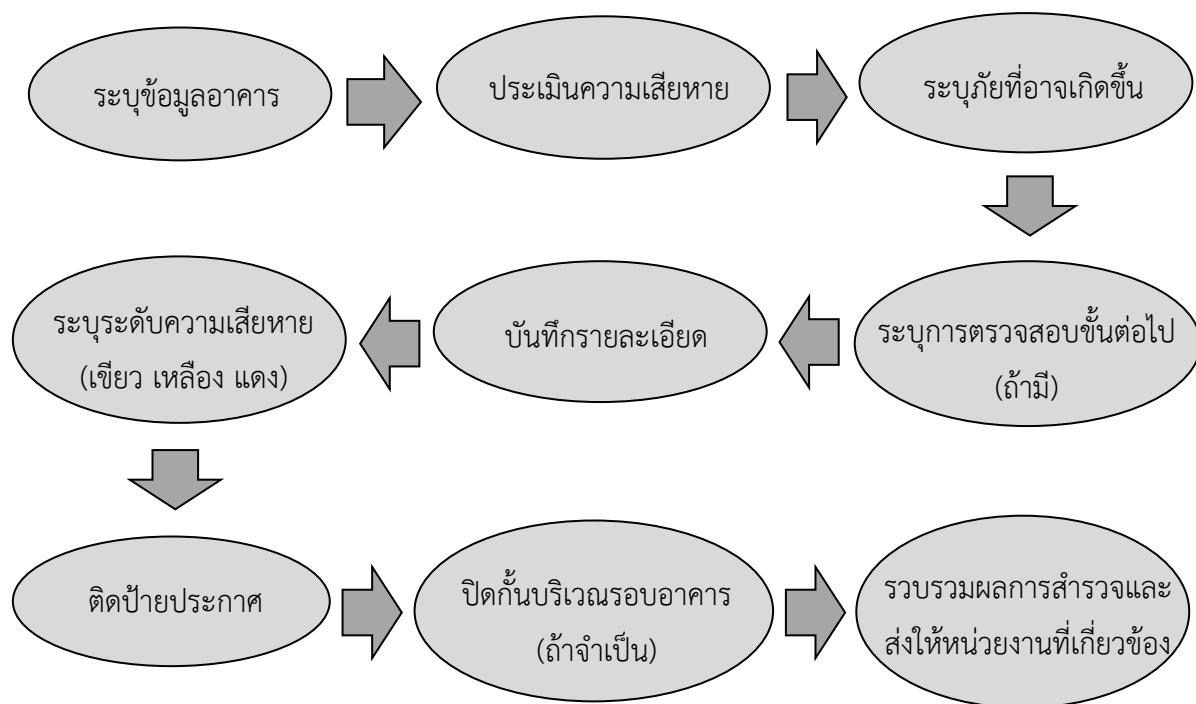 ระบุข้อมูลอาคาร
ประเมินความเสียหาย
ระบุภัยที่อาจเกิดขึ้น
ระบุการตรวจสอบขั้นต่อไป
(ถ้ามี)
บันทึกรายละเอียด
ระบุระดับความเสียหาย
(เขียว เหลือง แดง)
ติดป้ายประกาศ
ปิดกั้นบริเวณรอบอาคาร
(ถ้าจำเป็น)
รวบรวมผลการสำรวจและ
ส่งให้หน่วยงานที่เกี่ยวข้อง